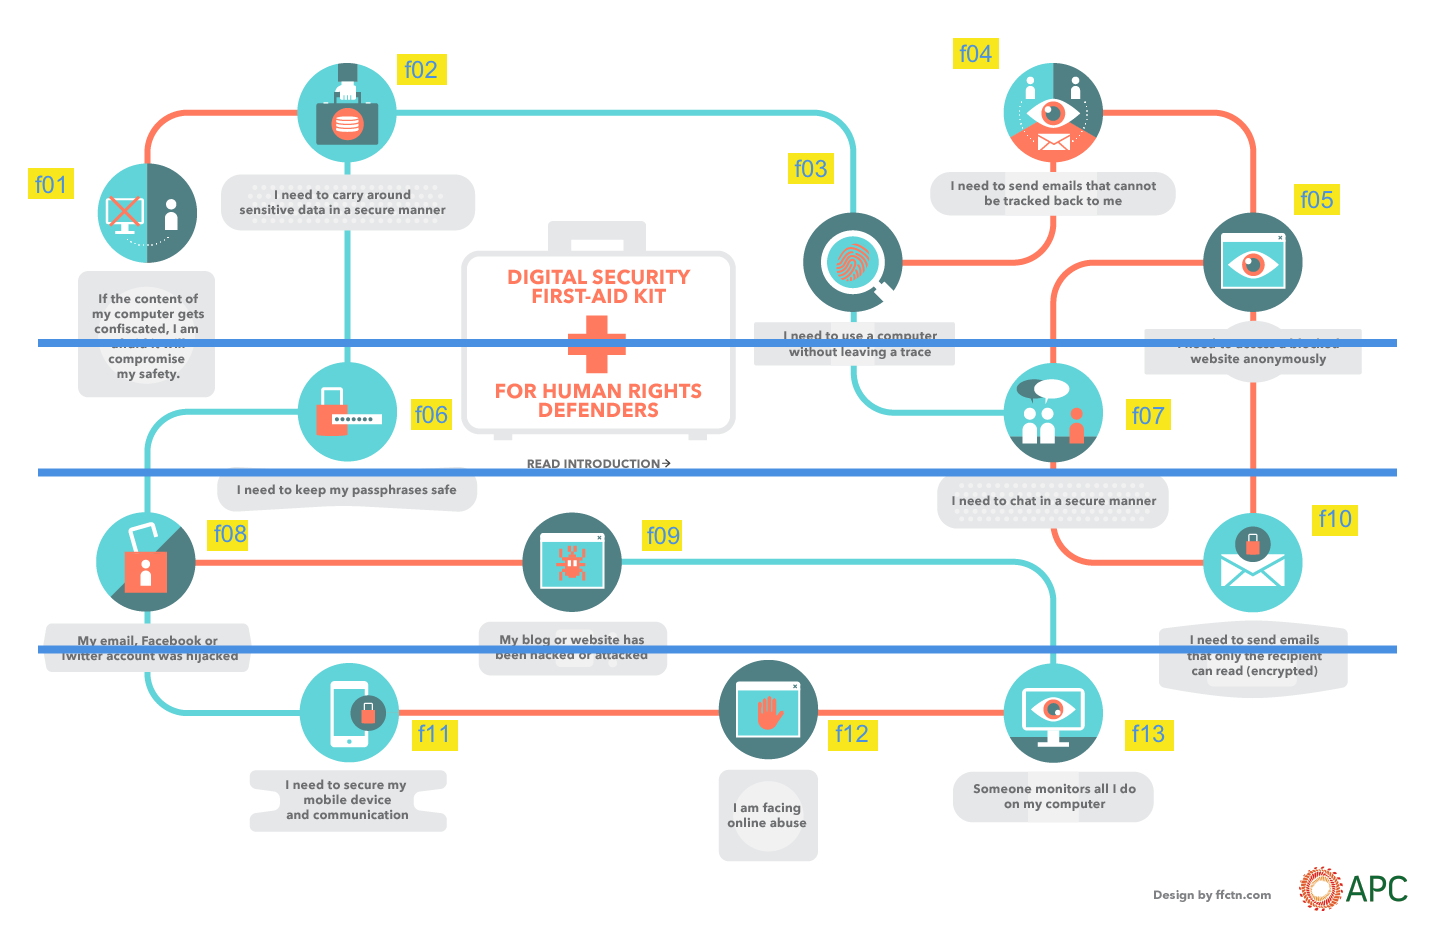 f02
f04
f01
f03
f05
I need to carry around
sensitive data in a secure manner
I need to send emails that cannot
be tracked back to me
If the content of
my computer gets
confiscated, I am
compromise
my safety.
DIGITAL SECURITY
FIRST-AID KIT
FOR HUMAN RIGHTS
DEFENDERS
READ INTRODUCTION→
I need to use a computer
without leaving a trace
website anonymously
f06
f07
I need to keep my passphrases safe
I need to chat in a secure manner
f08
f09
f10
My email, Facebook or
Twitter account was hijacked
My blog or website has
been hacked or attacked
I need to send emails
that only the recipient
can read (encrypted)
f11
f12
f13
I need to secure my
mobile device
and communication
I am facing
online abuse
Someone monitors all I do
on my computer
Design by ffctn.com
APC